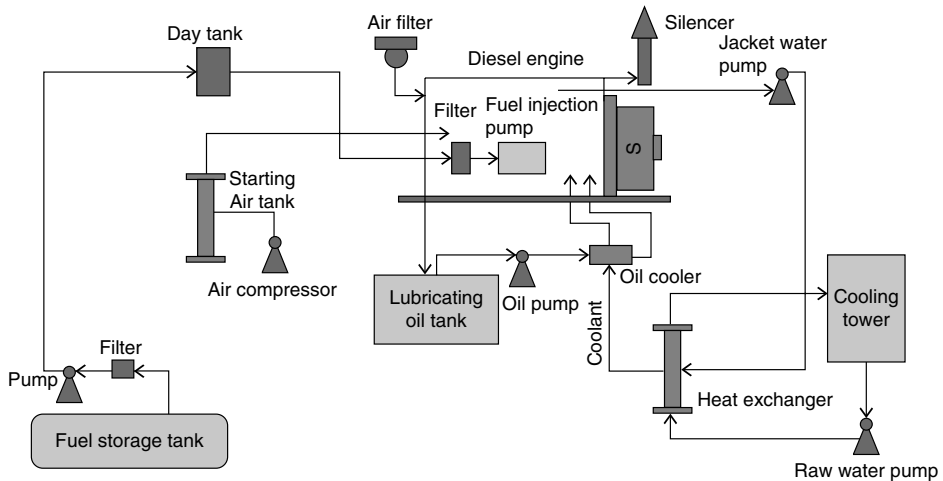 Air filter
Silencer
Day tank
Diesel engine
Jacket water
pump
Filter
Fuel injection
pump
S
Starting
Air tank
Air compressor
Lubricating
oil tank
Oil pump
Oil cooler
Coolant
Cooling
tower
Filter
Pump
Heat exchanger
Fuel storage tank
Raw water pump